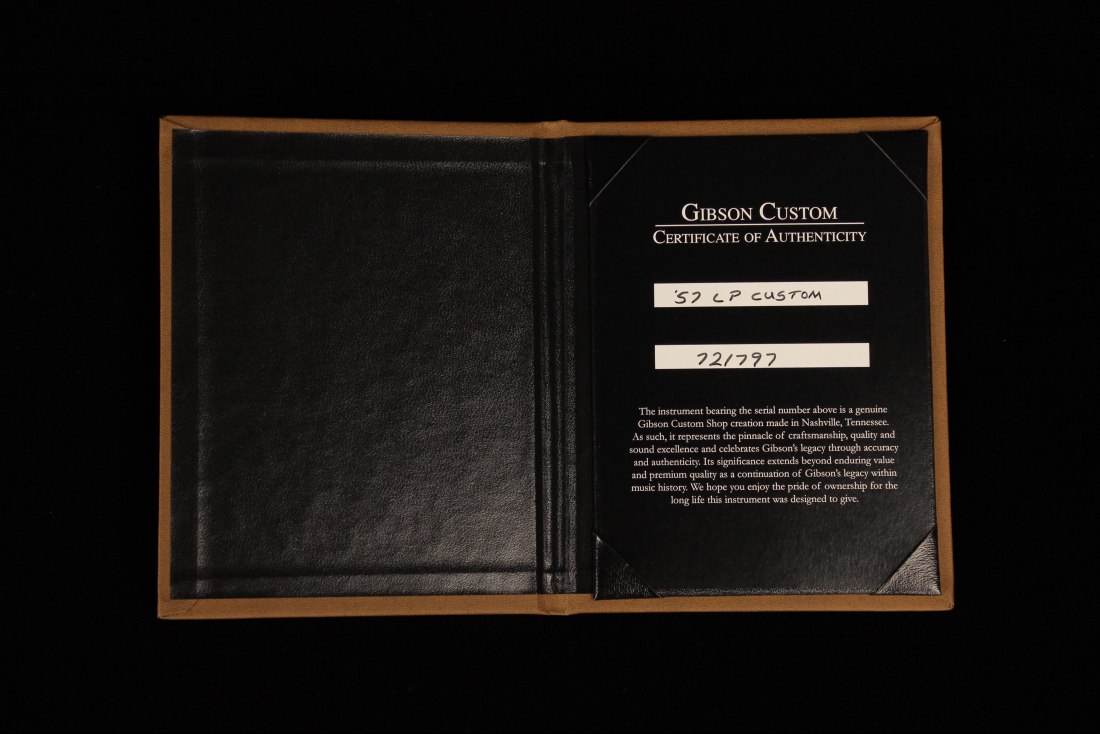 GIBSON CUSTOM
CERTIFICATE OF AUTHENTICITY
'57 LP CUSTOM
721797
The instrument bearing the serial number above is a genuine
Gibson Custom Shop creation made in Nashville, Tennessee.
As such, it represents the pinnacle of craftsmanship, quality and
sound excellence and celebrates Gibson's legacy through accuracy
and authenticity. Its significance extends beyond enduring value
and premium quality as a continuation of Gibson's legacy within
music history. We hope you enjoy the pride of ownership for the
long life this instrument was designed to give.